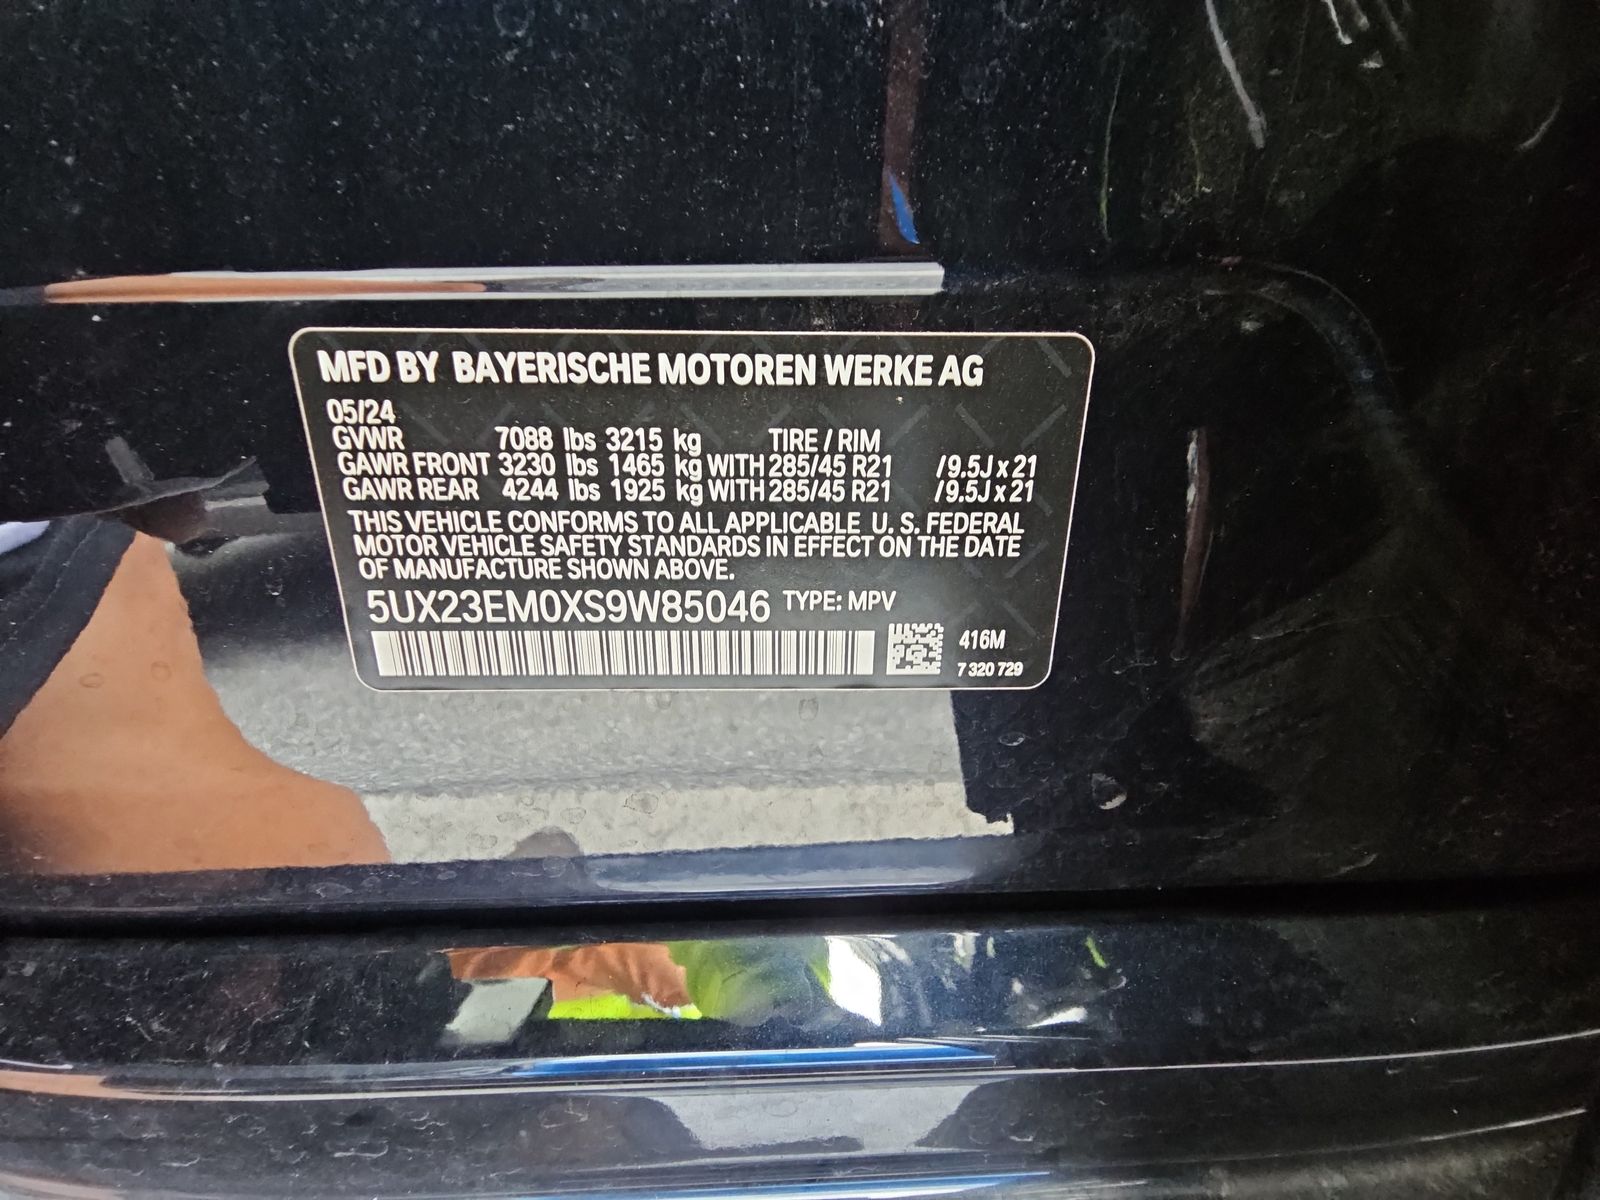 MFD BY BAYERISCHE MOTOREN WERKE AG
05/24
GVWR 7088 lbs 3215 kg TIRE / RIM
GAWR FRONT 3230 lbs 1465 kg WITH 285/45 R21 / 9.5J x 21
GAWR REAR 4244 lbs 1925 kg WITH 285/45 R21 / 9.5J x 21
THIS VEHICLE CONFORMS TO ALL APPLICABLE U. S. FEDERAL
MOTOR VEHICLE SAFETY STANDARDS IN EFFECT ON THE DATE
OF MANUFACTURE SHOWN ABOVE.
5UX23EM0XS9W85046 TYPE: MPV
416M
7 320 729